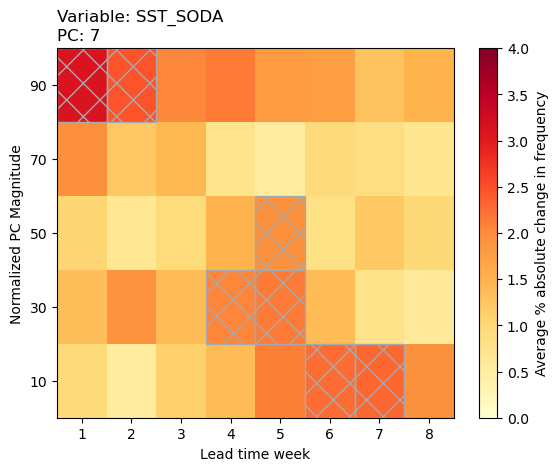 Variable: SST_SODA
PC: 7
4.0
3.5
3.0
2.5
2.0
1.5
1.0
0.5
0.0
Average % absolute change in frequency
Normalized PC Magnitude
90
70
50
30
10
1 2 3 4 5 6 7 8
Lead time week